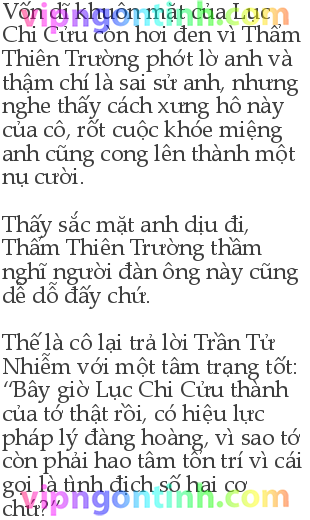 vipngontinh.com
Vốn dĩ khuôn mặt của Lục
Chi Cửu còn hơi đen vì Thẩm
Thiên Trường phớt lờ anh và
thậm chí là sai sử anh, nhưng
nghe thấy cách xưng hô này
của cô, rốt cuộc khóe miệng
anh cũng cong lên thành một
nụ cười.
Thấy sắc mặt anh dịu đi,
Thẩm Thiên Trường thầm
nghĩ người đàn ông này cũng
dễ dỗ đấy chứ.
Thế là cô lại trả lời Trần Tử
Nhiễm với một tâm trạng tốt:
“Bây giờ Lục Chi Cửu thành
của tớ thật rồi, có hiệu lực
pháp lý đàng hoàng, vì sao tớ
còn phải hao tâm tổn trí vì cái
gọi là tình địch số hai cơ
chứ?”
vipngontinh.com